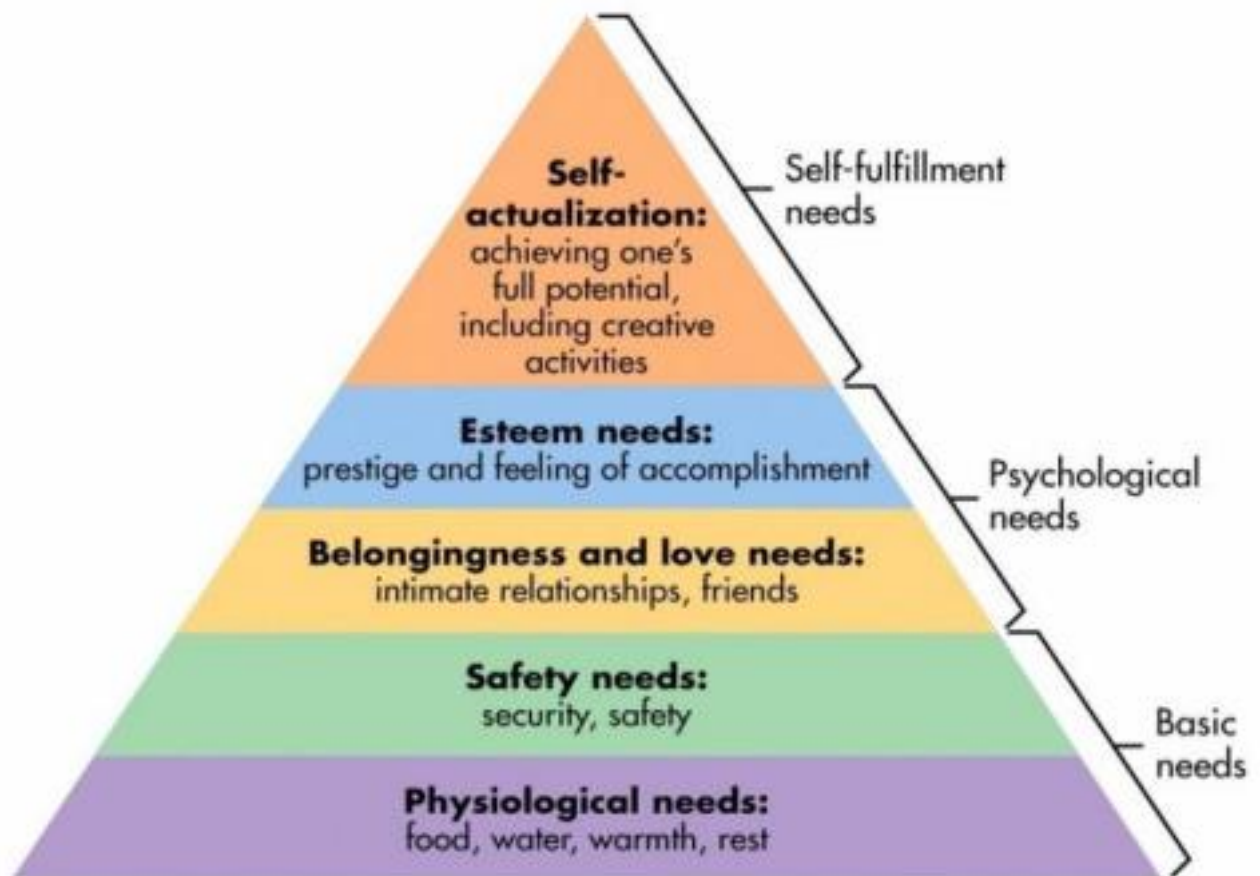 Self-
actualization:
achieving one's
full potential,
including creative
activities
Self-fulfillment
needs
Esteem needs:
prestige and feeling of accomplishment
Psychological
needs
Belongingness and love needs:
intimate relationships, friends
Safety needs:
security, safety
Basic
needs
Physiological needs:
food, water, warmth, rest